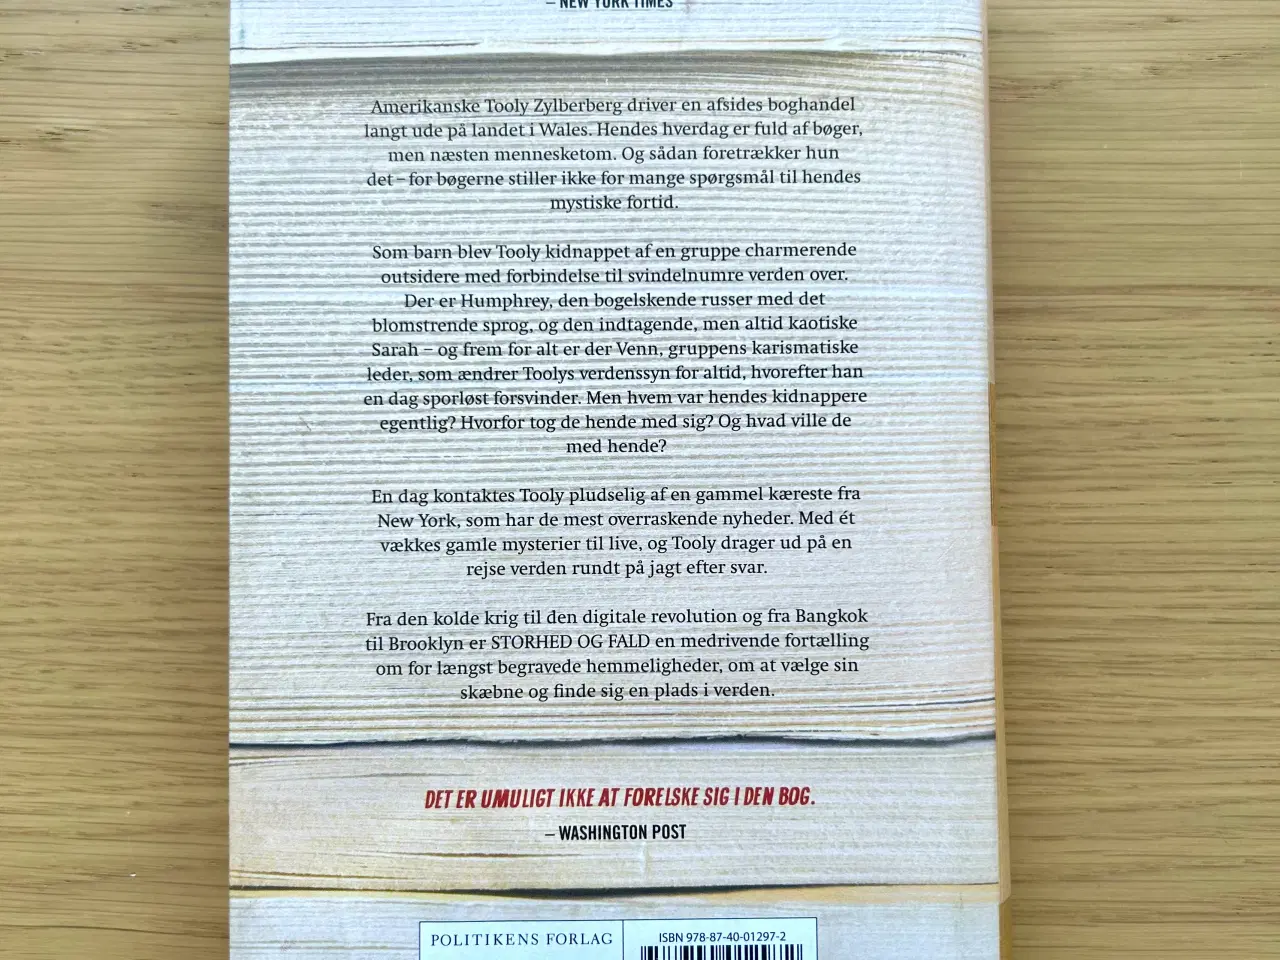 – NEW YORK TIMES
Amerikanske Tooly Zylberberg driver en afsides boghandel
langt ude på landet i Wales. Hendes hverdag er fuld af bøger,
men næsten mennesketom. Og sådan foretrækker hun
det – for bøgerne stiller ikke for mange spørgsmål til hendes
mystiske fortid.
Som barn blev Tooly kidnappet af en gruppe charmerende
outsidere med forbindelse til svindelnumre verden over.
Der er Humphrey, den bogelskende russer med det
blomstrende sprog, og den indtagende, men altid kaotiske
Sarah – og frem for alt er der Venn, gruppens karismatiske
leder, som ændrer Toolys verdenssyn for altid, hvorefter han
en dag sporløst forsvinder. Men hvem var hendes kidnappere
egentlig? Hvorfor tog de hende med sig? Og hvad ville de
med hende?
En dag kontaktes Tooly pludselig af en gammel kæreste fra
New York, som har de mest overraskende nyheder. Med ét
vækkes gamle mysterier til live, og Tooly drager ud på en
rejse verden rundt på jagt efter svar.
Fra den kolde krig til den digitale revolution og fra Bangkok
til Brooklyn er STORHED OG FALD en medrivende fortælling
om for længst begravede hemmeligheder, om at vælge sin
skæbne og finde sig en plads i verden.
DET ER UMULIGT IKKE AT FORELSKE SIG I DEN BOG.
– WASHINGTON POST
POLITIKENS FORLAG
ISBN 978-87-40-01297-2